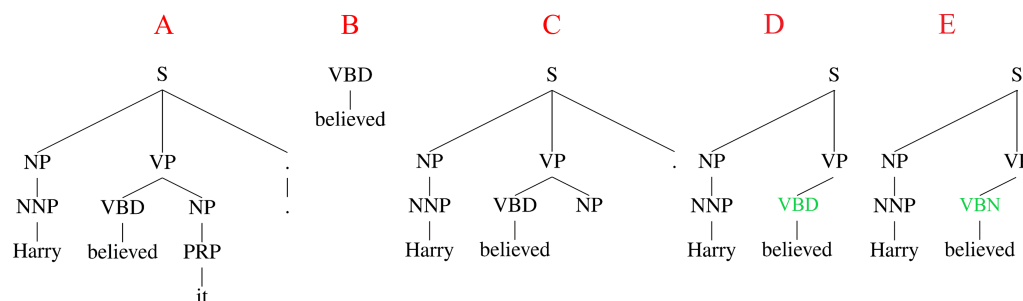 A B C D E
S VBD S S S
believed
NP VP . NP VP . NP VP NP
NNP VBD NP . NNP VBD NP NNP VBD NNP VBN
Harry believed PRP Harry believed Harry believed Harry believed
it